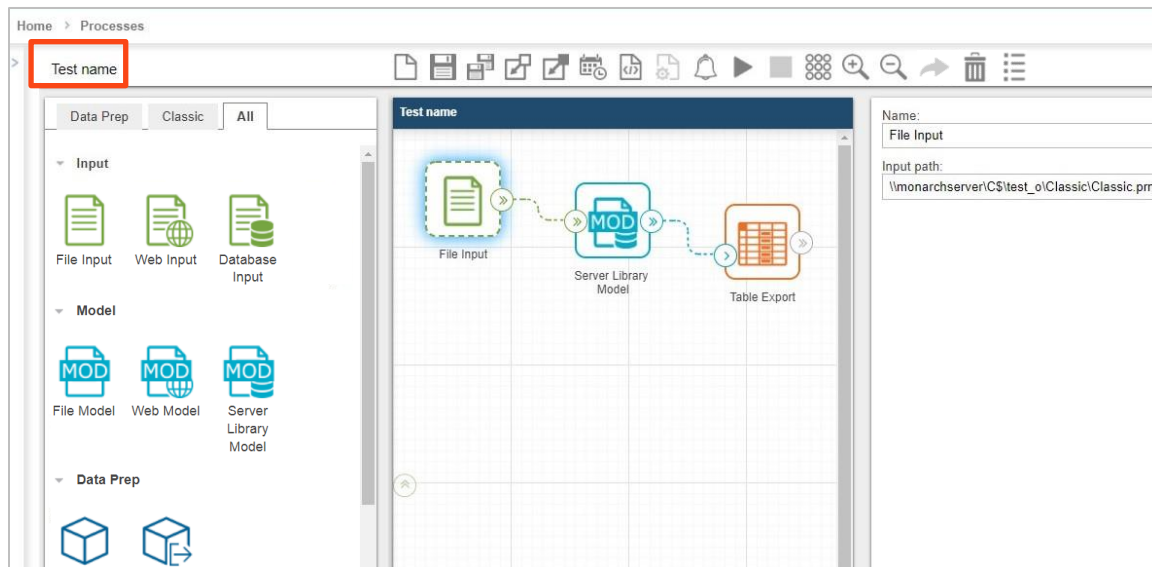 Home > Processes
>
Test name
Data Prep Classic All
Input
File Input Web Input Database
Input
Model
MOD MOD MOD
File Model Web Model Server
Library
Model
Data Prep
Test name
File Input
MOD
Server Library
Model
Table Export
Name:
File Input
Input path:
\\monarchserver\C$\test_o\Classic\Classic.prn